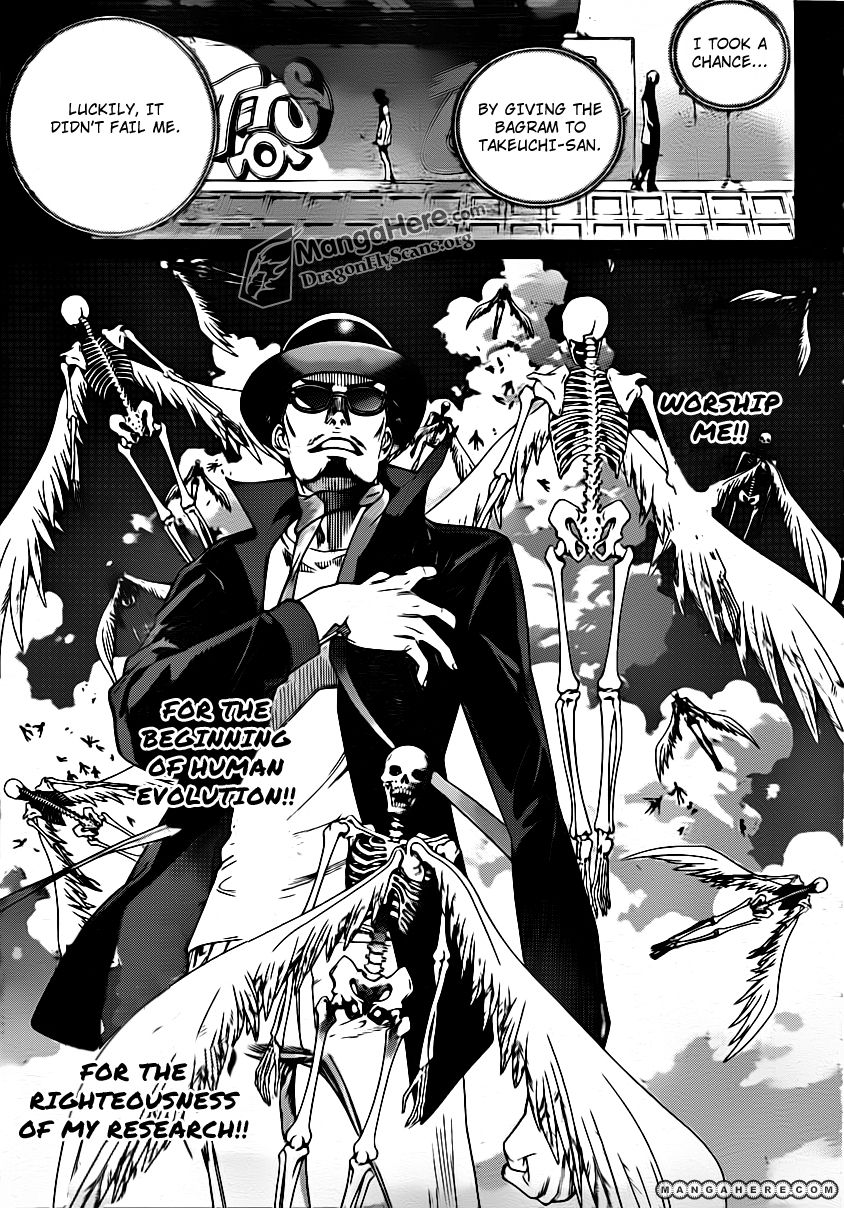 I TOOK A
CHANCE...
BY GIVING THE
BAGRAM TO
TAKEUCHI-SAN.
LUCKILY, IT
DIDN'T FAIL ME.
MangaHere.com
DragonFlyScans.org
WORSHIP
ME!!
FOR THE
BEGINNING
OF HUMAN
EVOLUTION!!
FOR THE
RIGHTEOUSNESS
OF MY RESEARCH!!
MANGAHERE.COM